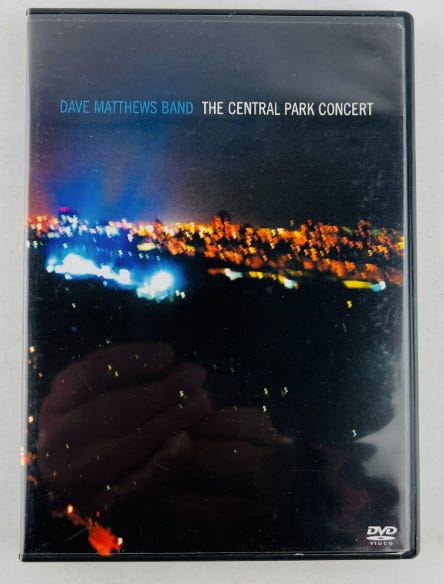 DAVE MATTHEWS BAND THE CENTRAL PARK CONCERT
DVD
VIDEO